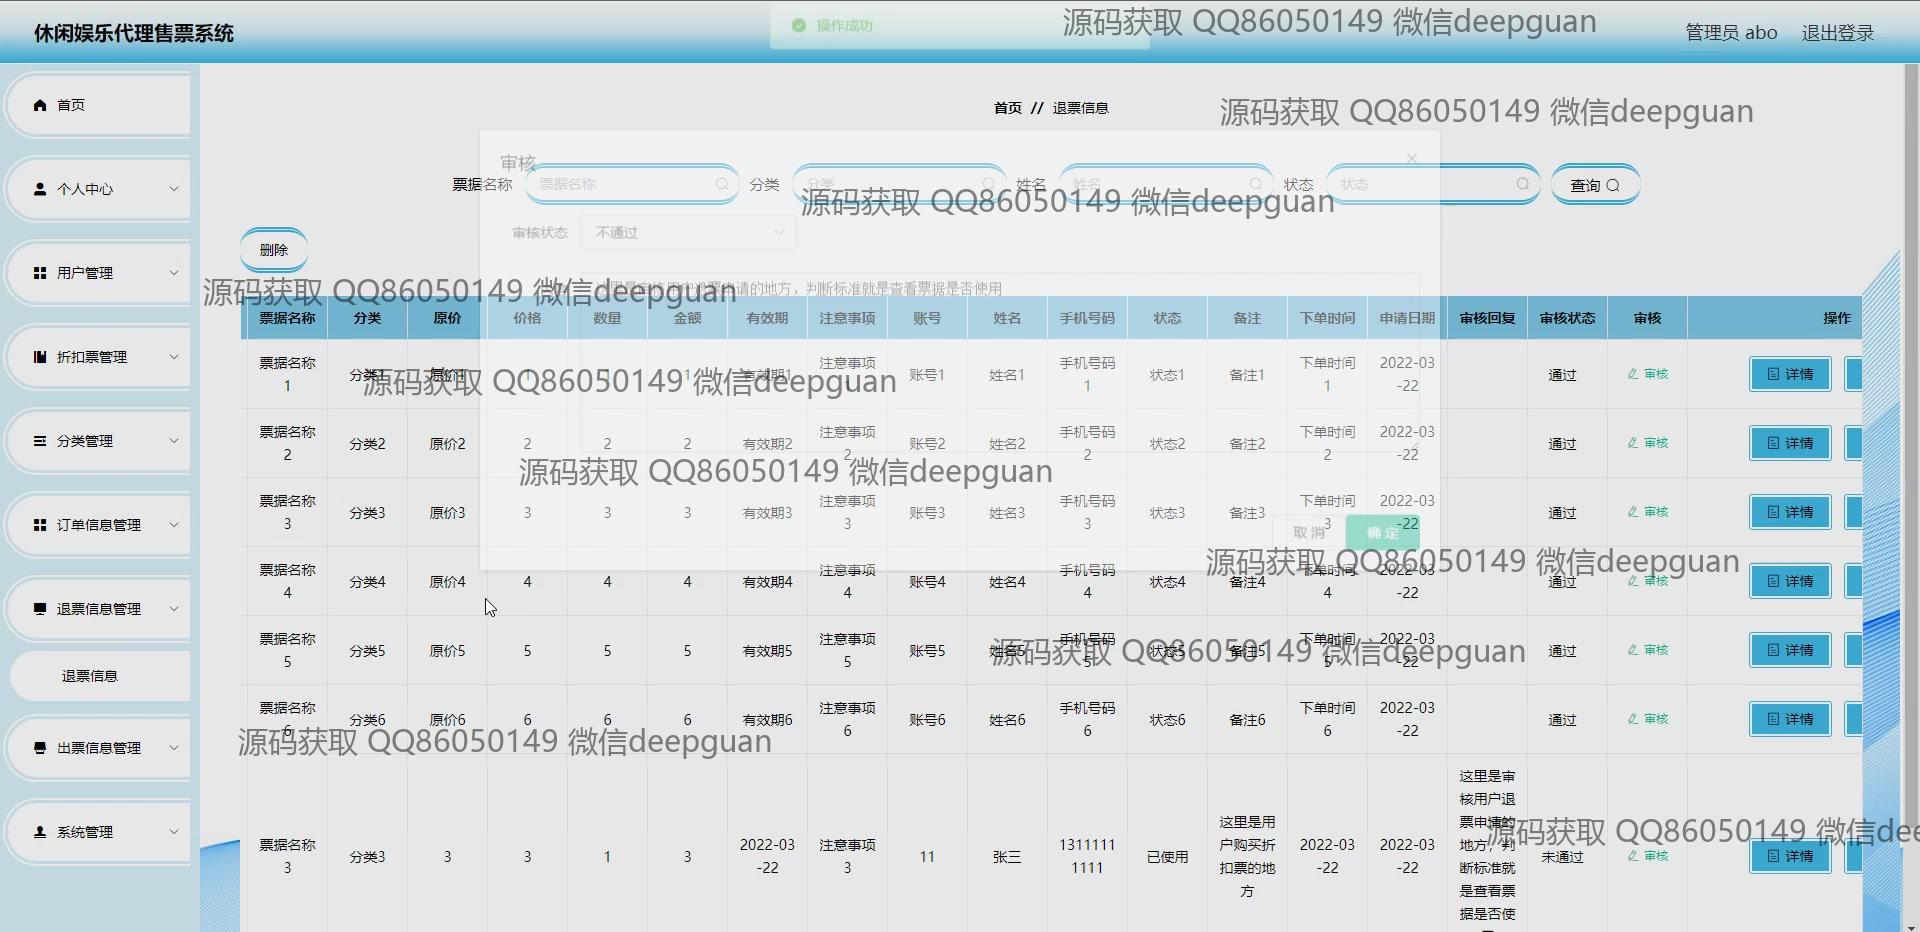 休闲娱乐代理售票系统
操作成功
源码获取 QQ86050149 微信deepguan
管理员 abo 退出登录
首页
个人中心
用户管理
折扣票管理
分类管理
订单信息管理
退票信息管理
退票信息
出票信息管理
系统管理
首页 // 退票信息
源码获取 QQ86050149 微信deepguan
审核
票据名称 票据名称 分类 分类 姓名 姓名 状态 状态 查询
源码获取 QQ86050149 微信deepguan
审核状态 不通过
删除
这里是审核用户退票申请的地方，判断标准就是查看票据是否使用
源码获取 QQ86050149 微信deepguan
票据名称 分类 原价 价格 数量 金额 有效期 注意事项 账号 姓名 手机号码 状态 备注 下单时间 申请日期 审核回复 审核状态 审核 操作
票据名称1 分类1 原价1 1 1 1 有效期1 注意事项1 账号1 姓名1 手机号码1 状态1 备注1 下单时间1 2022-03-22 通过 审核 详情
源码获取 QQ86050149 微信deepguan
票据名称2 分类2 原价2 2 2 2 有效期2 注意事项2 账号2 姓名2 手机号码2 状态2 备注2 下单时间2 2022-03-22 通过 审核 详情
源码获取 QQ86050149 微信deepguan
票据名称3 分类3 原价3 3 3 3 有效期3 注意事项3 账号3 姓名3 手机号码3 状态3 备注3 下单时间3 2022-03-22 通过 审核 详情
取消 确定
源码获取 QQ86050149 微信deepguan
票据名称4 分类4 原价4 4 4 4 有效期4 注意事项4 账号4 姓名4 手机号码4 状态4 备注4 下单时间4 2022-03-22 通过 审核 详情
票据名称5 分类5 原价5 5 5 5 有效期5 注意事项5 账号5 姓名5 手机号码5 状态5 备注5 下单时间5 2022-03-22 通过 审核 详情
源码获取 QQ86050149 微信deepguan
票据名称6 分类6 原价6 6 6 6 有效期6 注意事项6 账号6 姓名6 手机号码6 状态6 备注6 下单时间6 2022-03-22 通过 审核 详情
源码获取 QQ86050149 微信deepguan
票据名称3 分类3 3 3 1 3 2022-03-22 注意事项3 11 张三 13111111111 已使用 这里是用户购买折扣票的地方 2022-03-22 2022-03-22 这里是审核用户退票申请的地方，判断标准就是查看票据是否使 未通过 审核 详情
源码获取 QQ86050149 微信dee